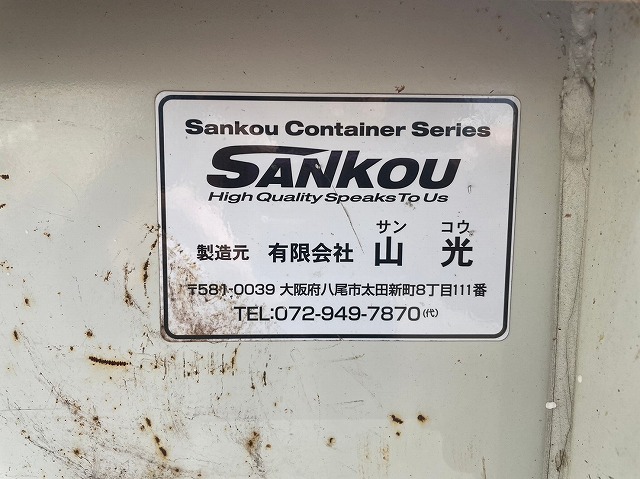 Sankou Container Series
SANKOU
High Quality Speaks To Us
サン コウ
製造元 有限会社 山光
〒581-0039 大阪府八尾市太田新町8丁目111番
TEL:072-949-7870(代)